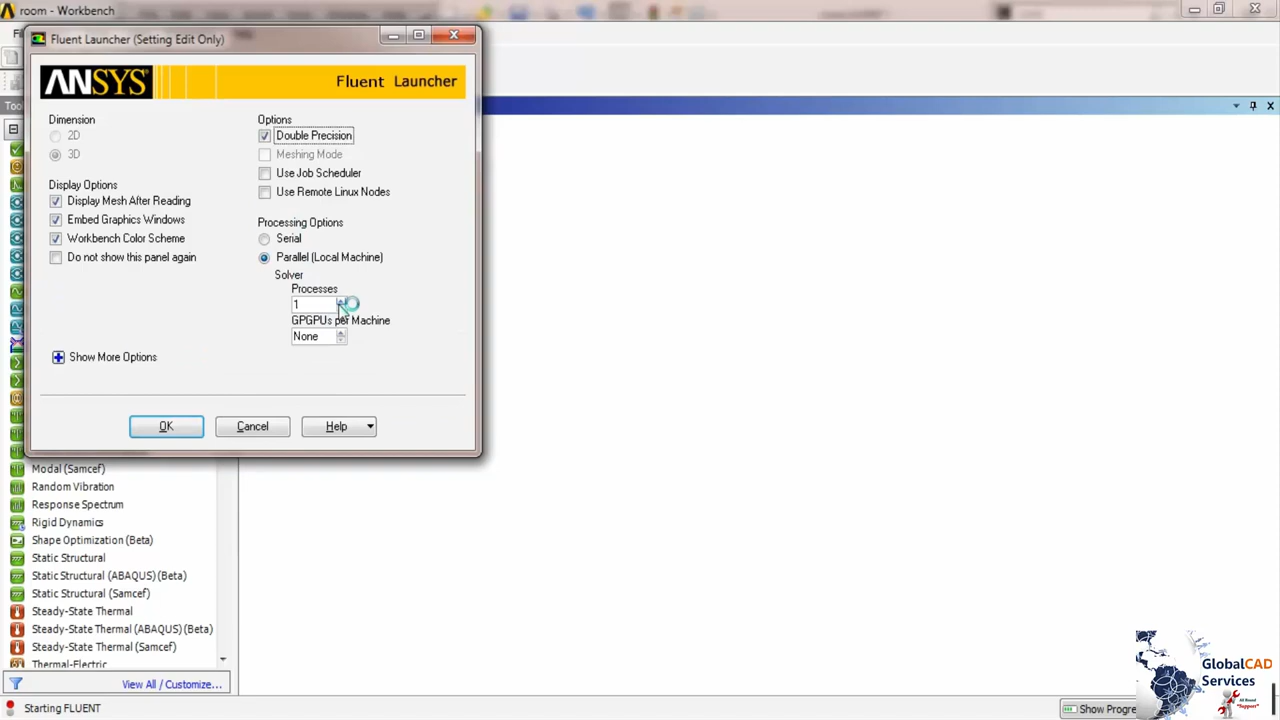 room - Workbench
Fluent Launcher (Setting Edit Only)
ANSYS
Fluent Launcher
Dimension
2D
3D
Display Options
Display Mesh After Reading
Embed Graphics Windows
Workbench Color Scheme
Do not show this panel again
Show More Options
Options
Double Precision
Meshing Mode
Use Job Scheduler
Use Remote Linux Nodes
Processing Options
Serial
Parallel (Local Machine)
Solver
Processes
1
GPGPUs per Machine
None
OK
Cancel
Help
Modal (Samcef)
Random Vibration
Response Spectrum
Rigid Dynamics
Shape Optimization (Beta)
Static Structural
Static Structural (ABAQUS) (Beta)
Static Structural (Samcef)
Steady-State Thermal
Steady-State Thermal (ABAQUS) (Beta)
Steady-State Thermal (Samcef)
Thermal-Electric
View All / Customize...
Starting FLUENT
Show Progre
GlobalCAD
Services
"Support"